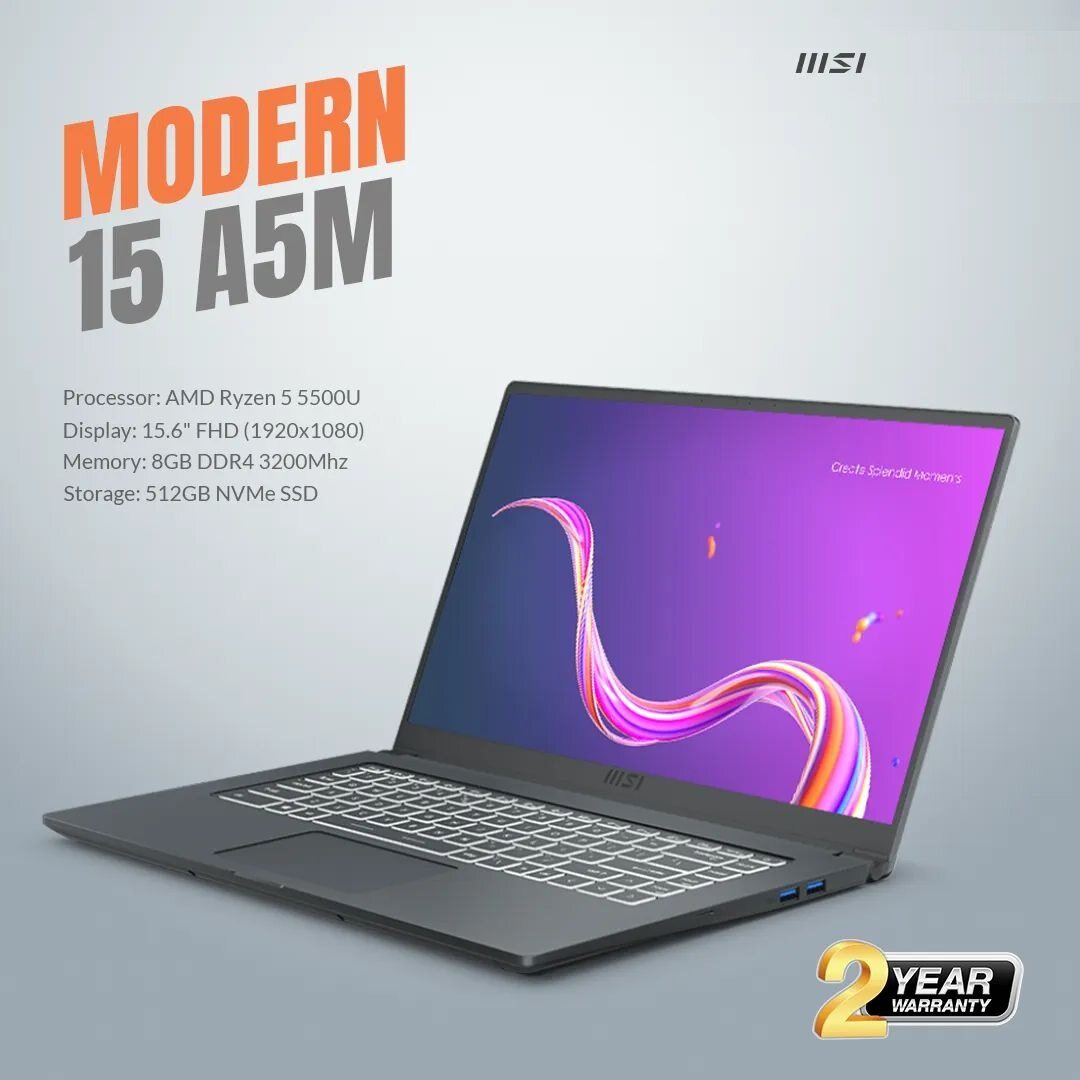 msi
MODERN
15 A5M
Processor: AMD Ryzen 5 5500U
Display: 15.6" FHD (1920x1080)
Memory: 8GB DDR4 3200Mhz
Storage: 512GB NVMe SSD
Create Splendid Moments
msi
2 YEAR
WARRANTY